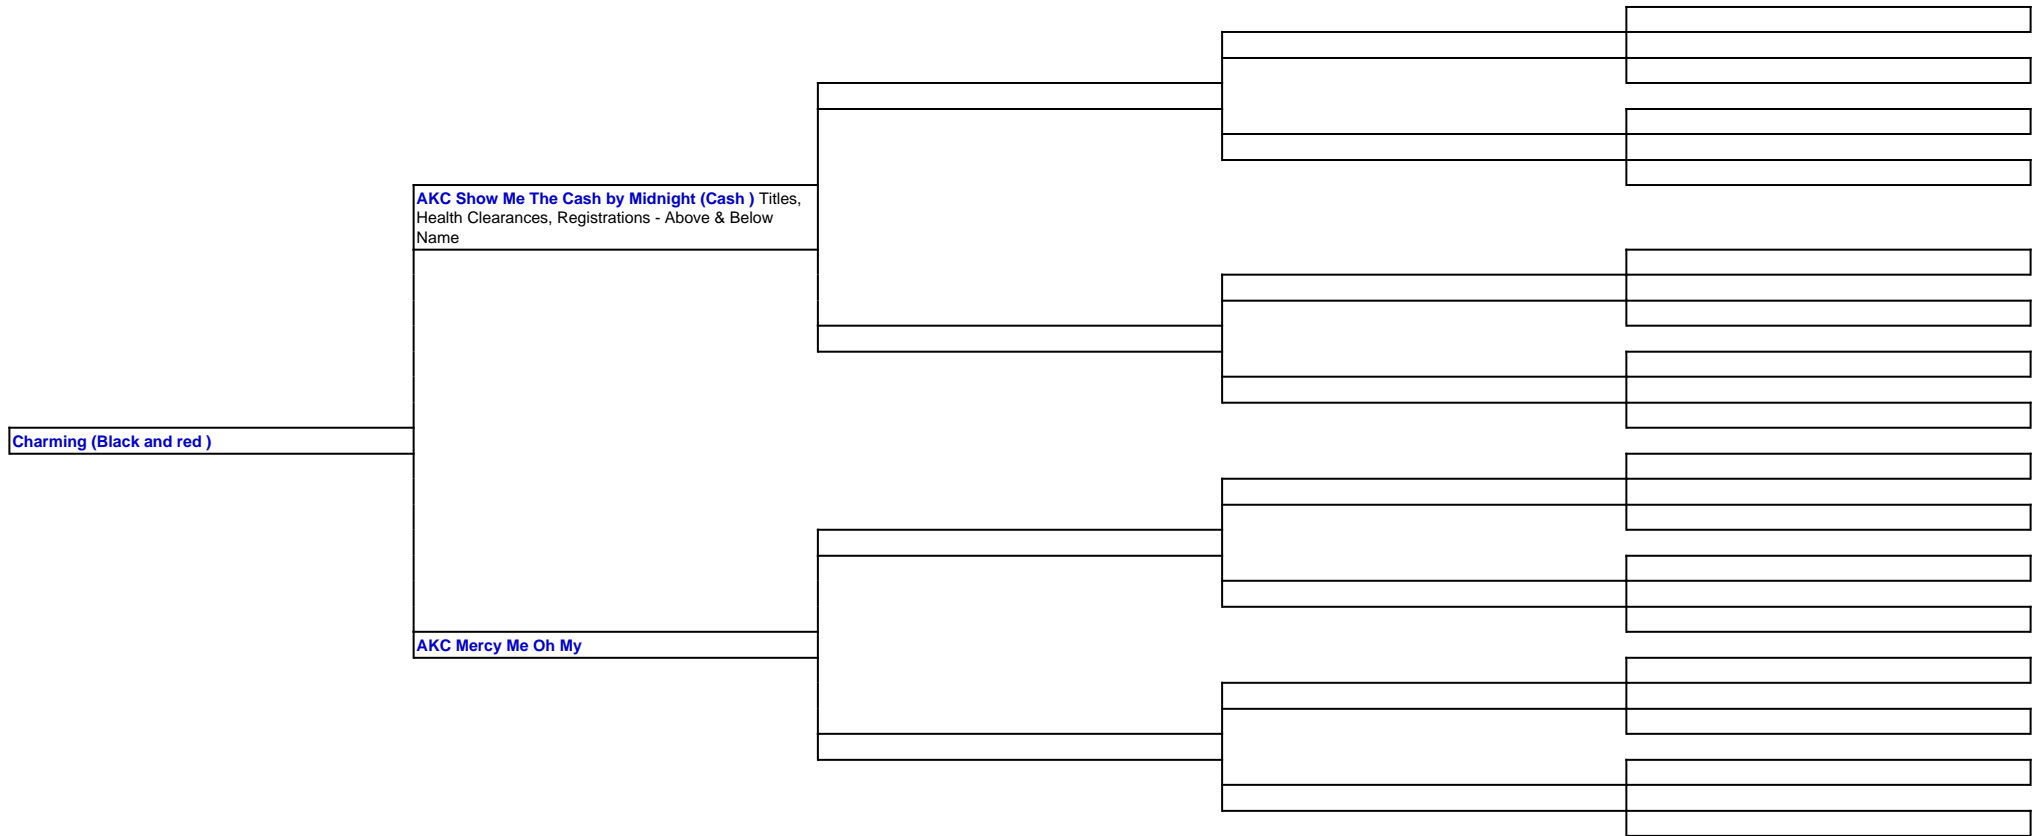 AKC Show Me The Cash by Midnight (Cash ) Titles,
Health Clearances, Registrations - Above & Below
Name
Charming (Black and red )
AKC Mercy Me Oh My